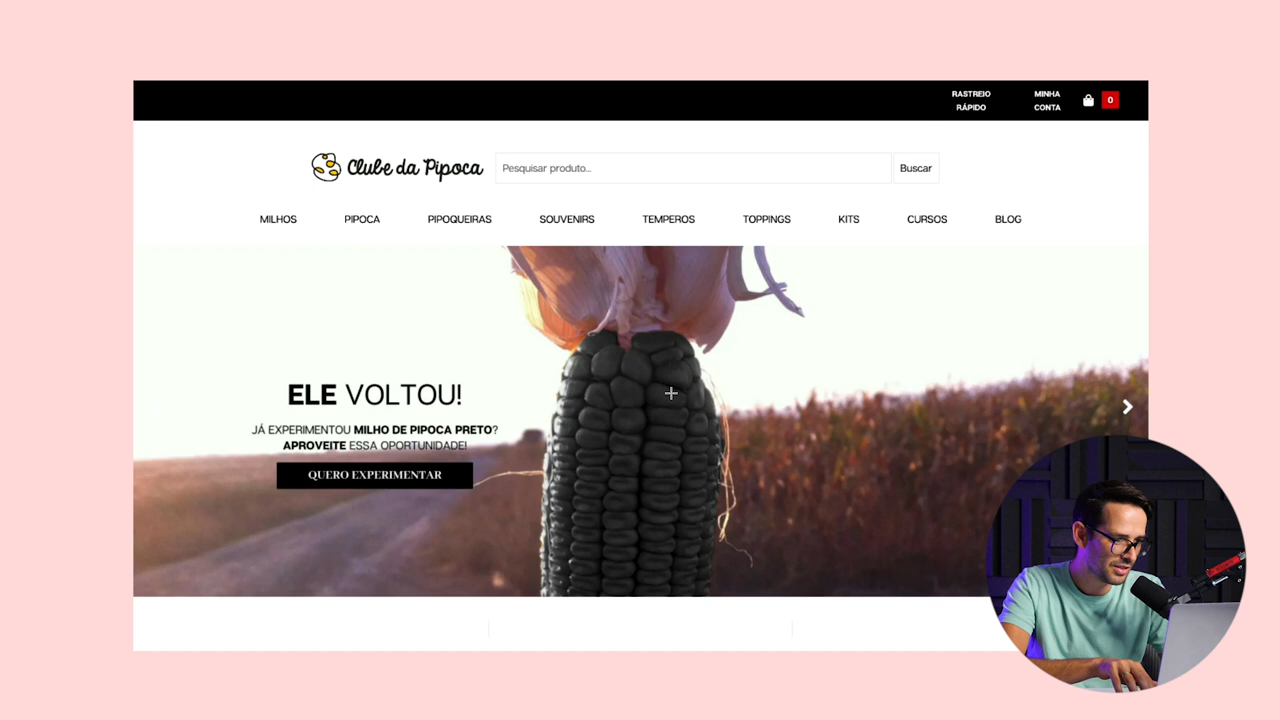 RASTREIO
RÁPIDO
MINHA
CONTA
0
Clube da Pipoca
Pesquisar produto...
Buscar
MILHOS PIPOCA PIPOQUEIRAS SOUVENIRS TEMPEROS TOPPINGS KITS CURSOS BLOG
ELE VOLTOU!
JÁ EXPERIMENTOU MILHO DE PIPOCA PRETO?
APROVEITE ESSA OPORTUNIDADE!
QUERO EXPERIMENTAR